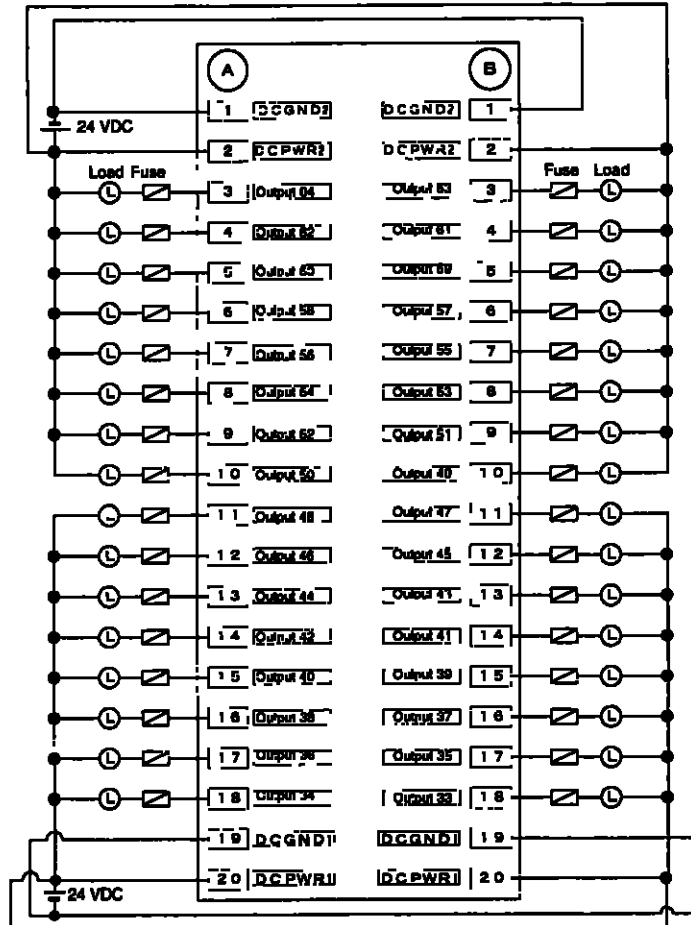 A B
1 DCGND2 DCGND2 1
24 VDC
2 DCPWR2 DCPWR2 2
Load Fuse Fuse Load
L 3 Output 64 Output 63 3 L
L 4 Output 62 Output 61 4 L
L 5 Output 60 Output 59 5 L
L 6 Output 58 Output 57 6 L
L 7 Output 56 Output 55 7 L
L 8 Output 54 Output 53 8 L
L 9 Output 52 Output 51 9 L
L 10 Output 50 Output 49 10 L
11 Output 48 Output 47 11 L
L 12 Output 46 Output 45 12 L
L 13 Output 44 Output 43 13 L
L 14 Output 42 Output 41 14 L
L 15 Output 40 Output 39 15 L
L 16 Output 38 Output 37 16 L
L 17 Output 36 Output 35 17 L
L 18 Output 34 Output 33 18 L
19 DCGND1 DCGND1 19
20 DCPWR1 DCPWR1 20
24 VDC